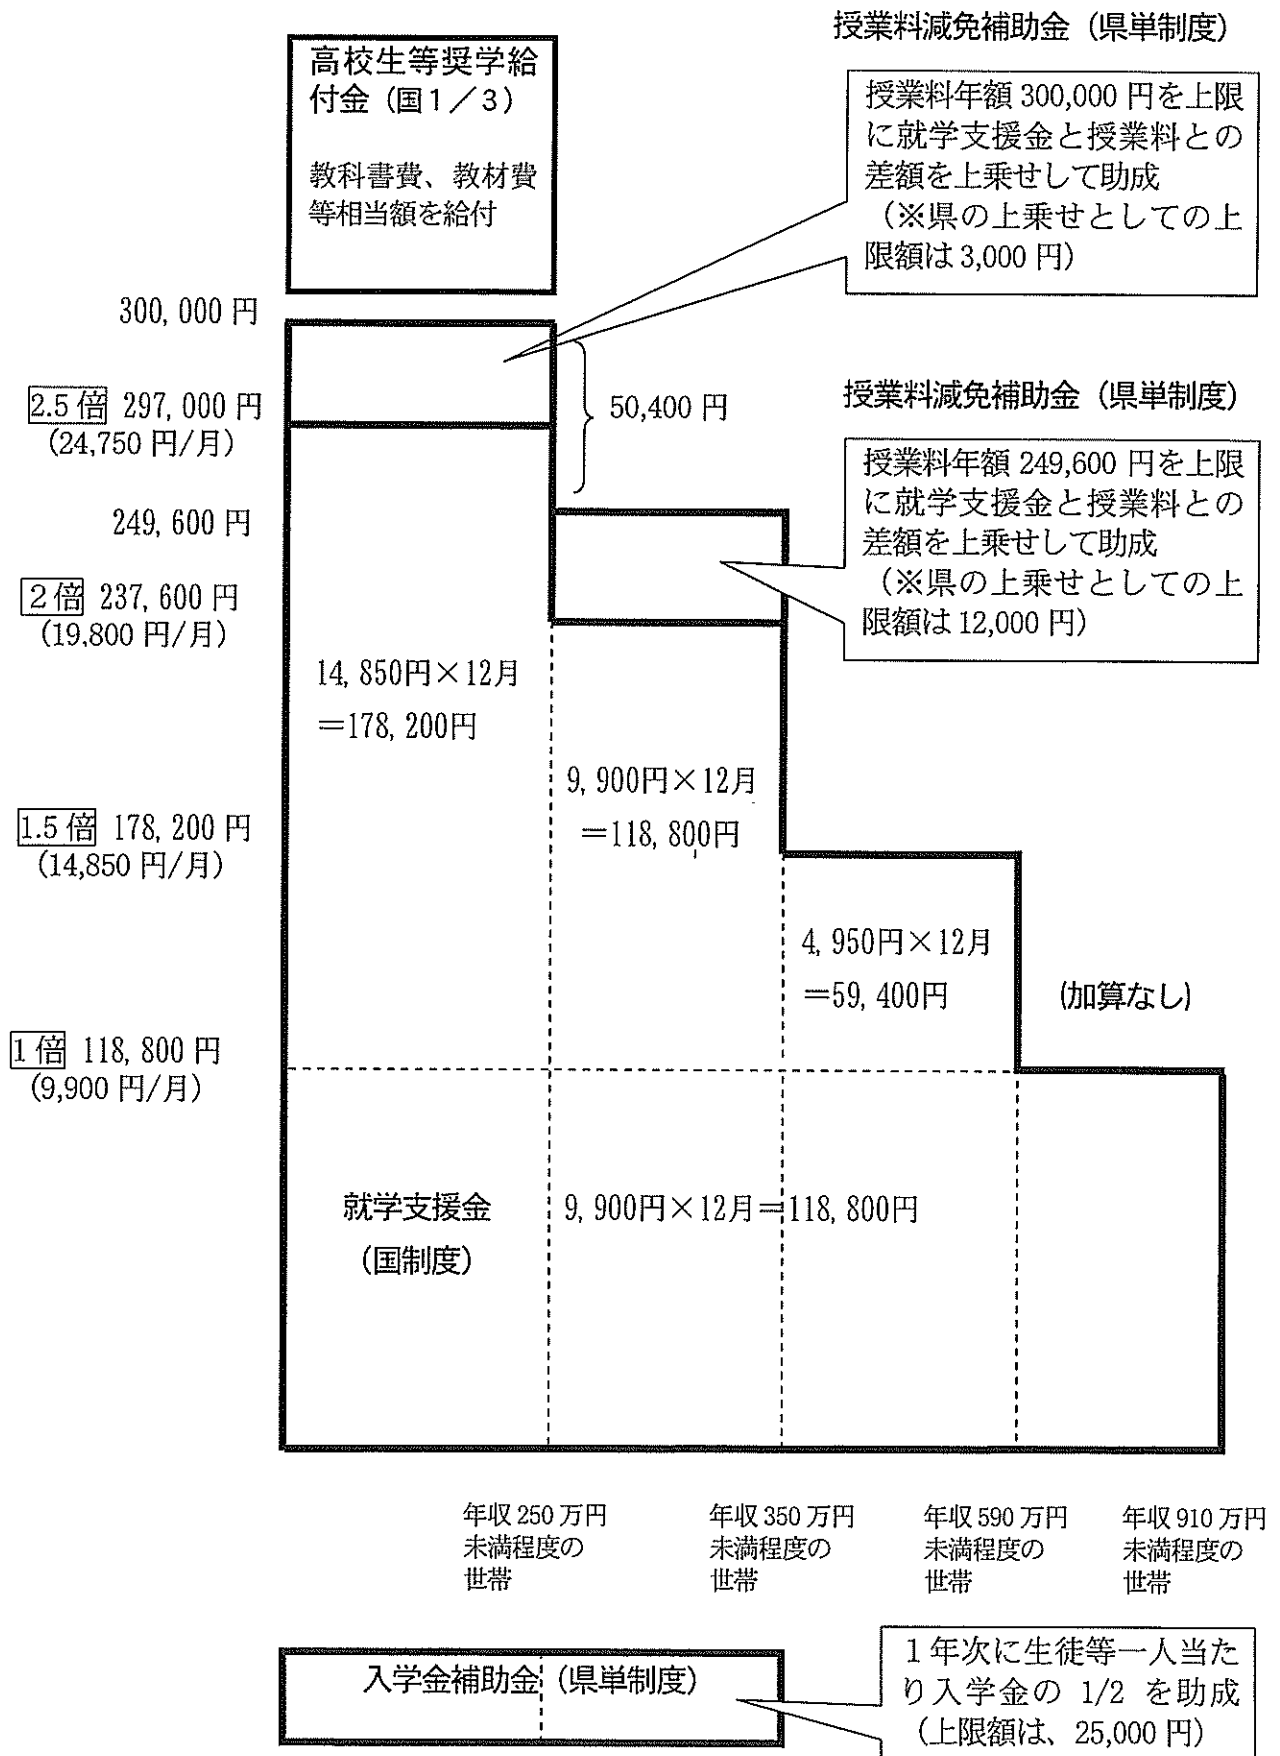 授業料減免補助金（県単制度）
高校生等奨学給
付金（国1／3）
教科書費、教材費
等相当額を給付
授業料年額 300,000 円を上限
に就学支援金と授業料との
差額を上乗せして助成
（※県の上乗せとしての上
限額は 3,000 円）
300,000 円
2.5 倍 297,000 円
(24,750 円/月)
50,400 円
授業料減免補助金（県単制度）
授業料年額 249,600 円を上限
に就学支援金と授業料との
差額を上乗せして助成
（※県の上乗せとしての上
限額は 12,000 円）
249,600 円
2 倍 237,600 円
(19,800 円/月)
14,850円×12月
＝178,200円
9,900円×12月
＝118,800円
1.5 倍 178,200 円
(14,850 円/月)
4,950円×12月
＝59,400円
(加算なし)
1 倍 118,800 円
(9,900 円/月)
就学支援金
（国制度）
9,900円×12月＝118,800円
年収 250 万円
未満程度の
世帯
年収 350 万円
未満程度の
世帯
年収 590 万円
未満程度の
世帯
年収 910 万円
未満程度の
世帯
入学金補助金（県単制度）
１年次に生徒等一人当た
り入学金の 1/2 を助成
（上限額は、25,000 円）